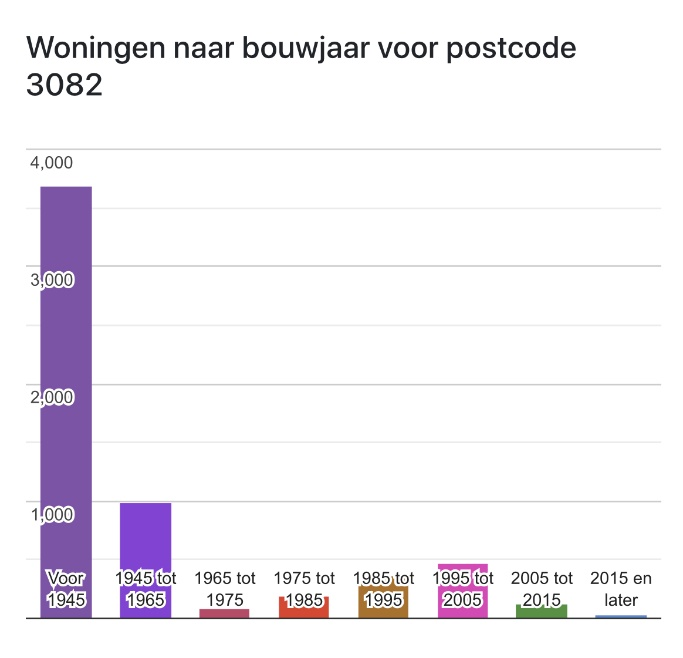 Woningen naar bouwjaar voor postcode
3082
4,000
3,000
2,000
1,000
Voor
1945
1945 tot
1965
1965 tot
1975
1975 tot
1985
1985 tot
1995
1995 tot
2005
2005 tot
2015
2015 en
later